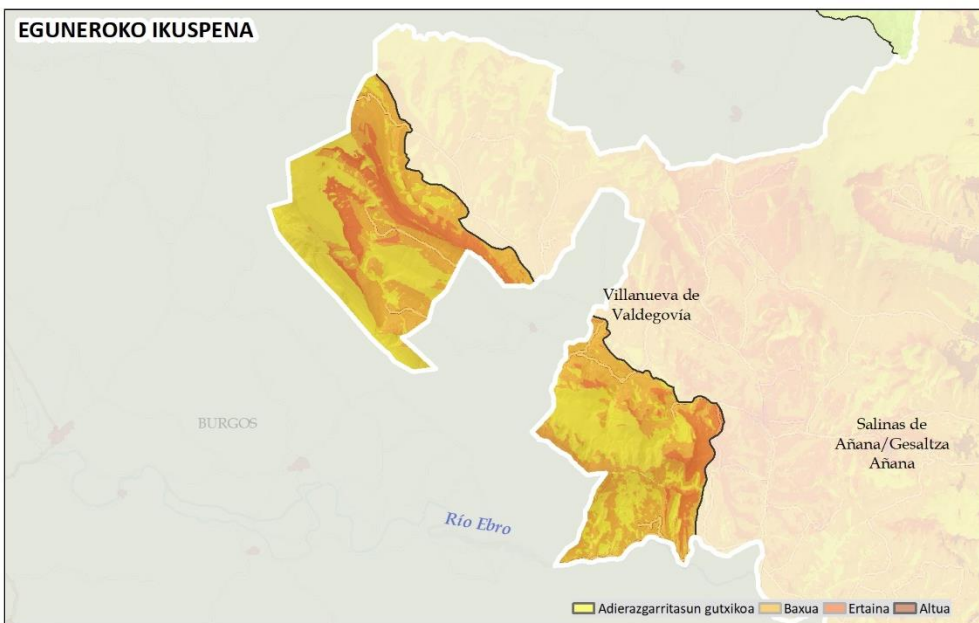 EGUNEROKO IKUSPENA
Villanueva de
Valdegovía
Salinas de
Añana/Gesaltza
Añana
BURGOS
Río Ebro
Adierazgarritasun gutxikoa
Baxua
Ertaina
Altua